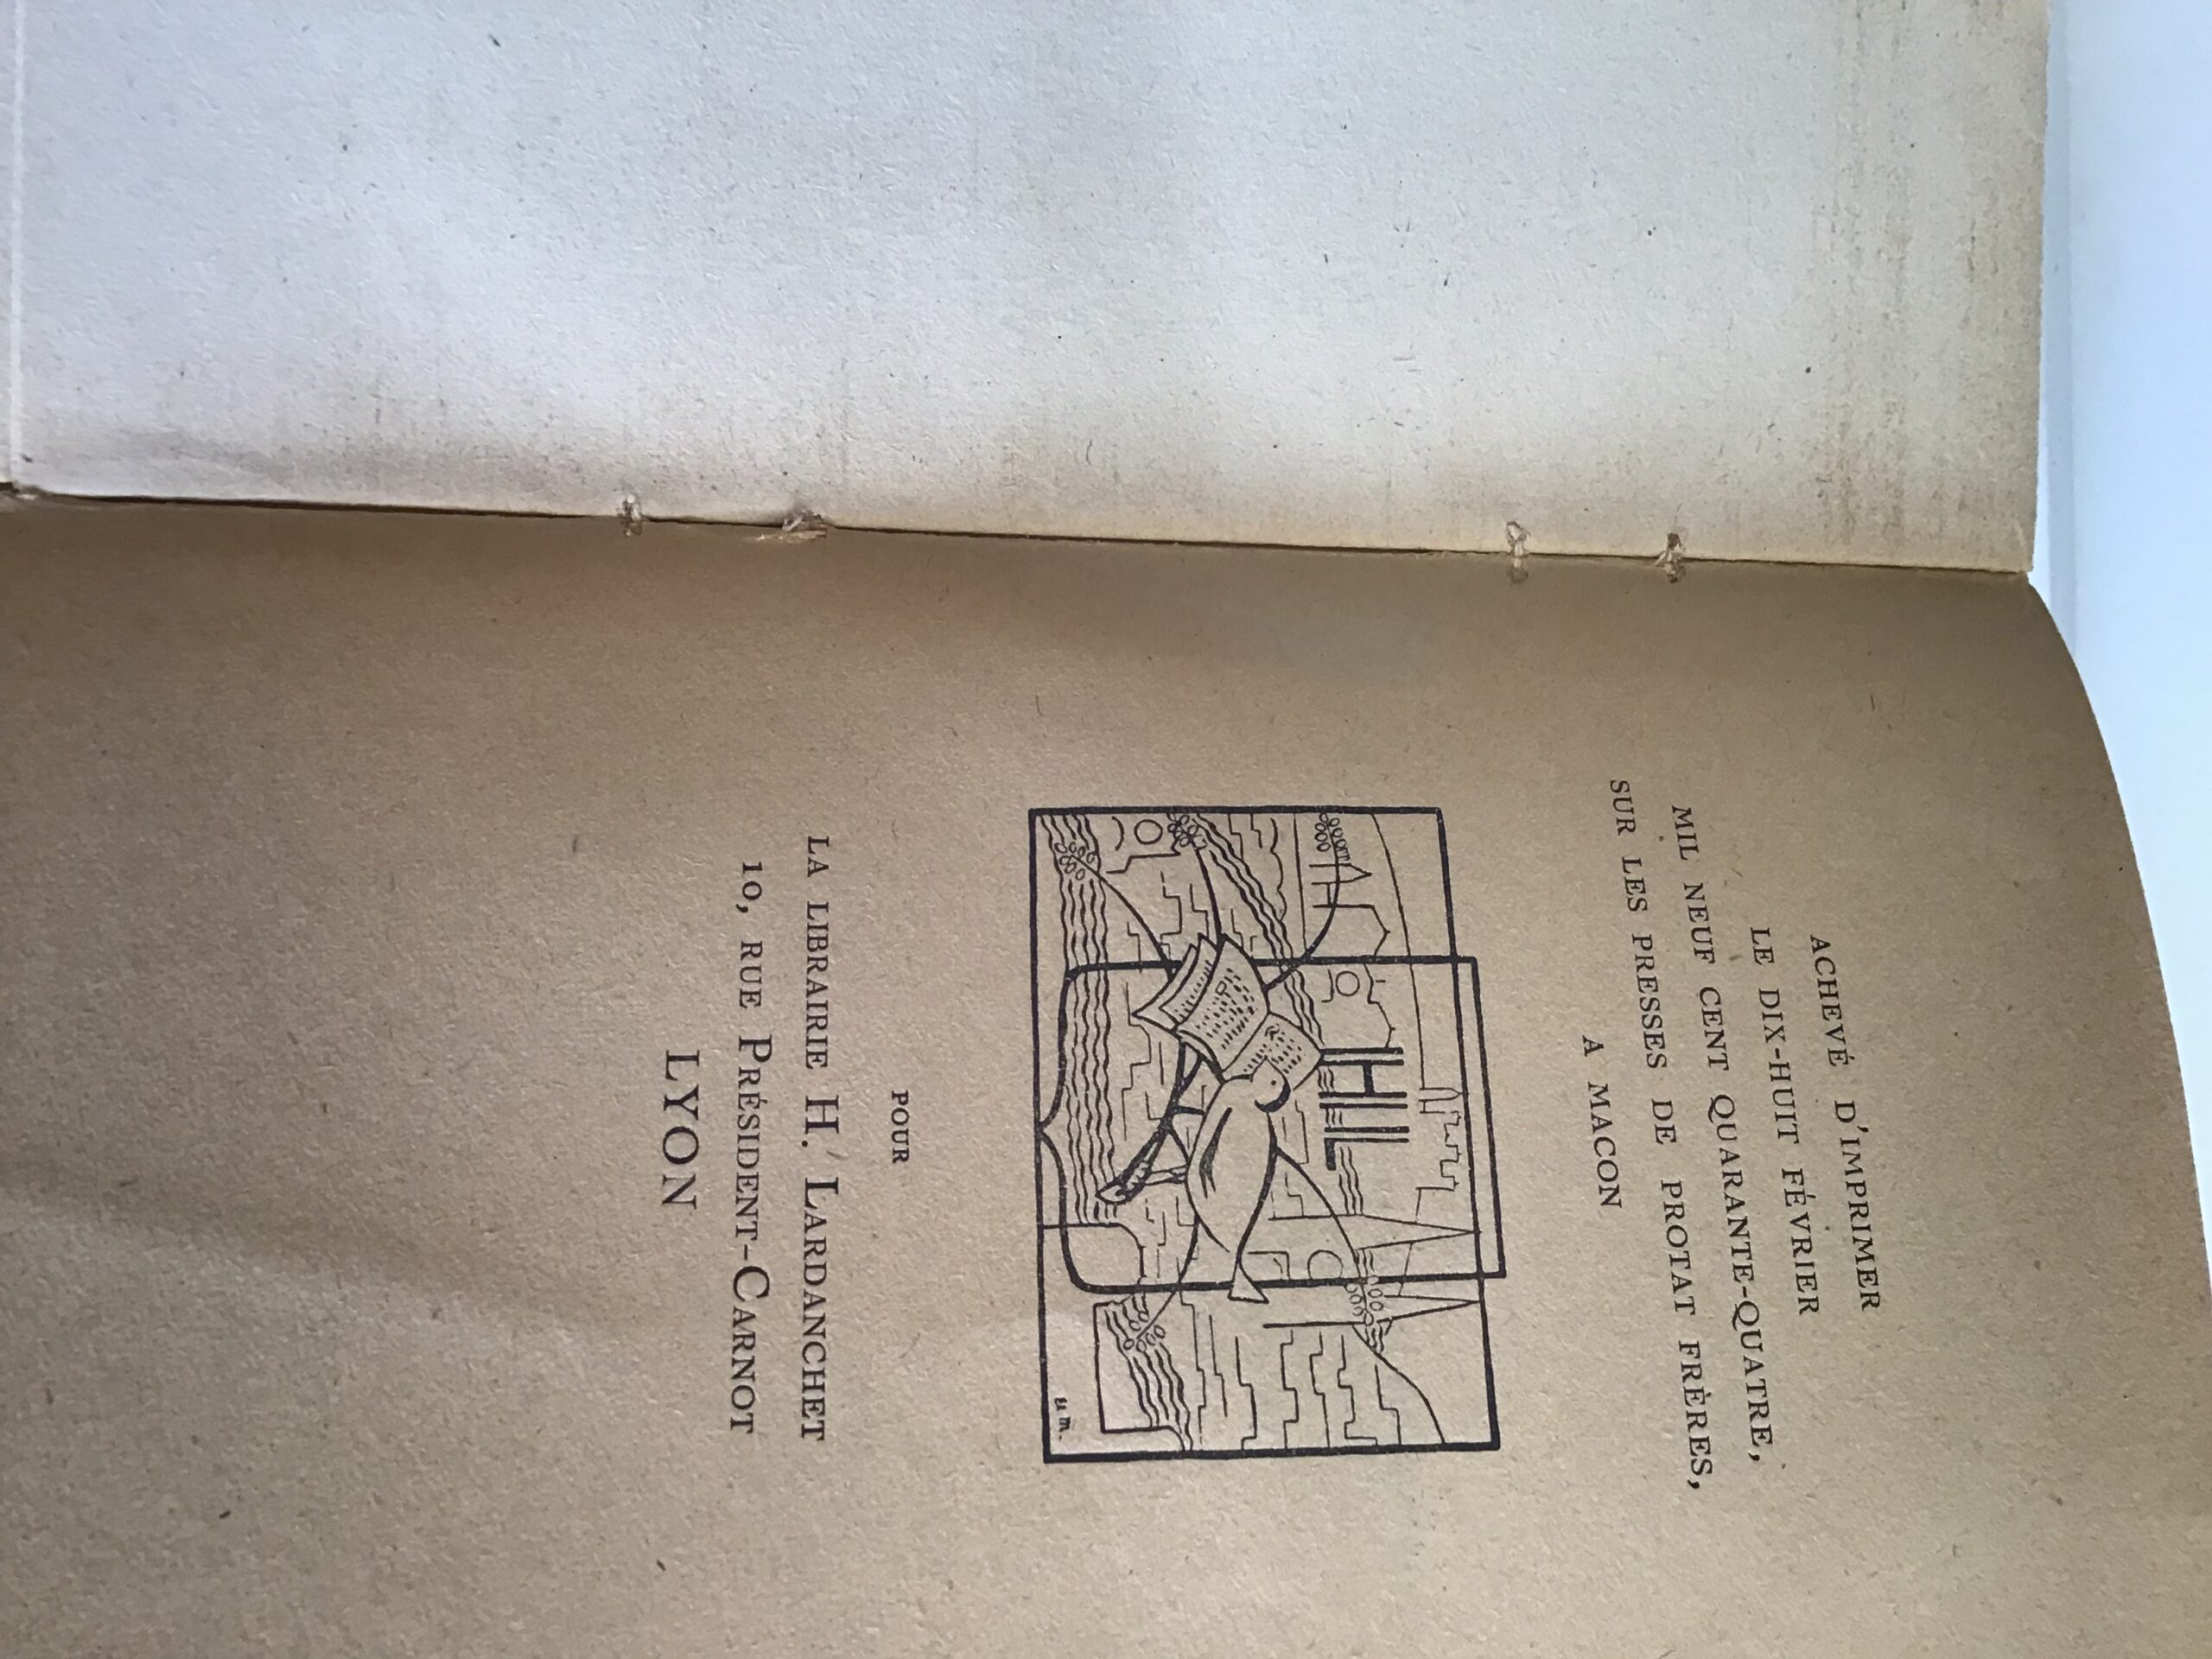 ACHEVÉ D'IMPRIMER
LE DIX-HUIT FÉVRIER
MIL NEUF CENT QUARANTE-QUATRE,
SUR LES PRESSES DE PROTAT FRÈRES,
A MACON
HL
POUR
LA LIBRAIRIE H. LARDANCHET
10, RUE PRÉSIDENT-CARNOT
LYON